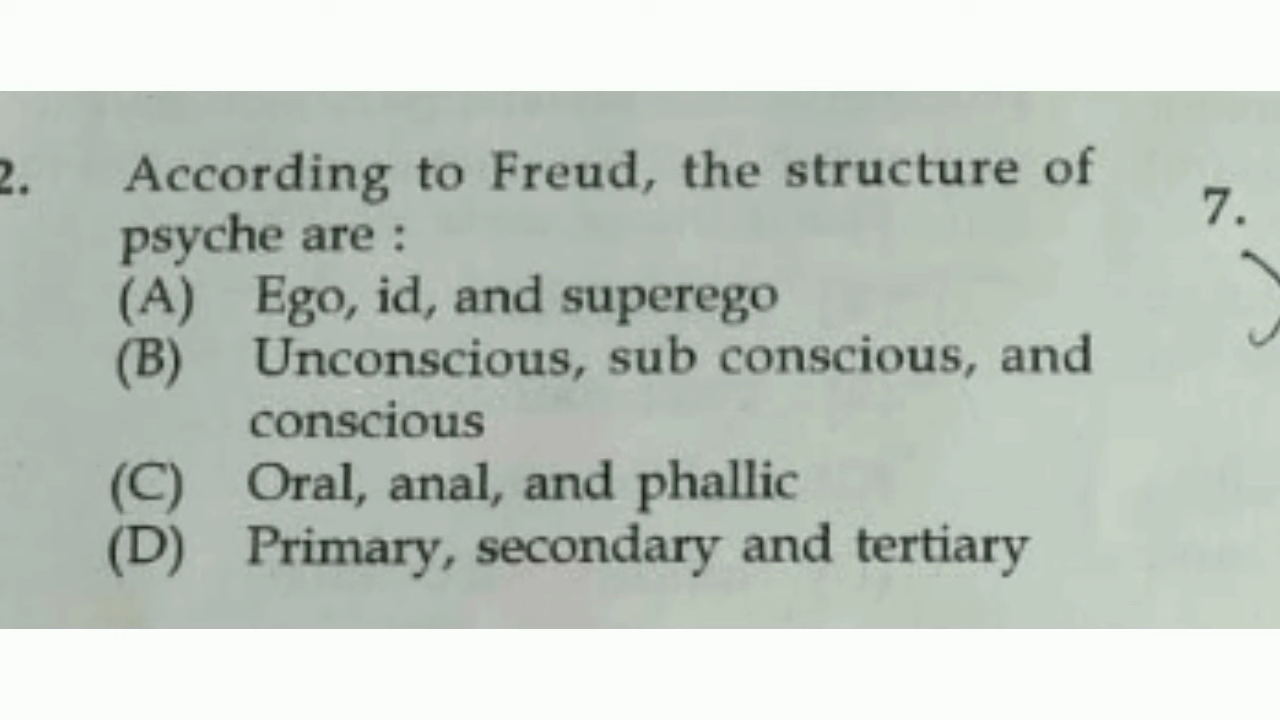 2.
According to Freud, the structure of
psyche are :
(A) Ego, id, and superego
(B) Unconscious, sub conscious, and
conscious
(C) Oral, anal, and phallic
(D) Primary, secondary and tertiary
7.